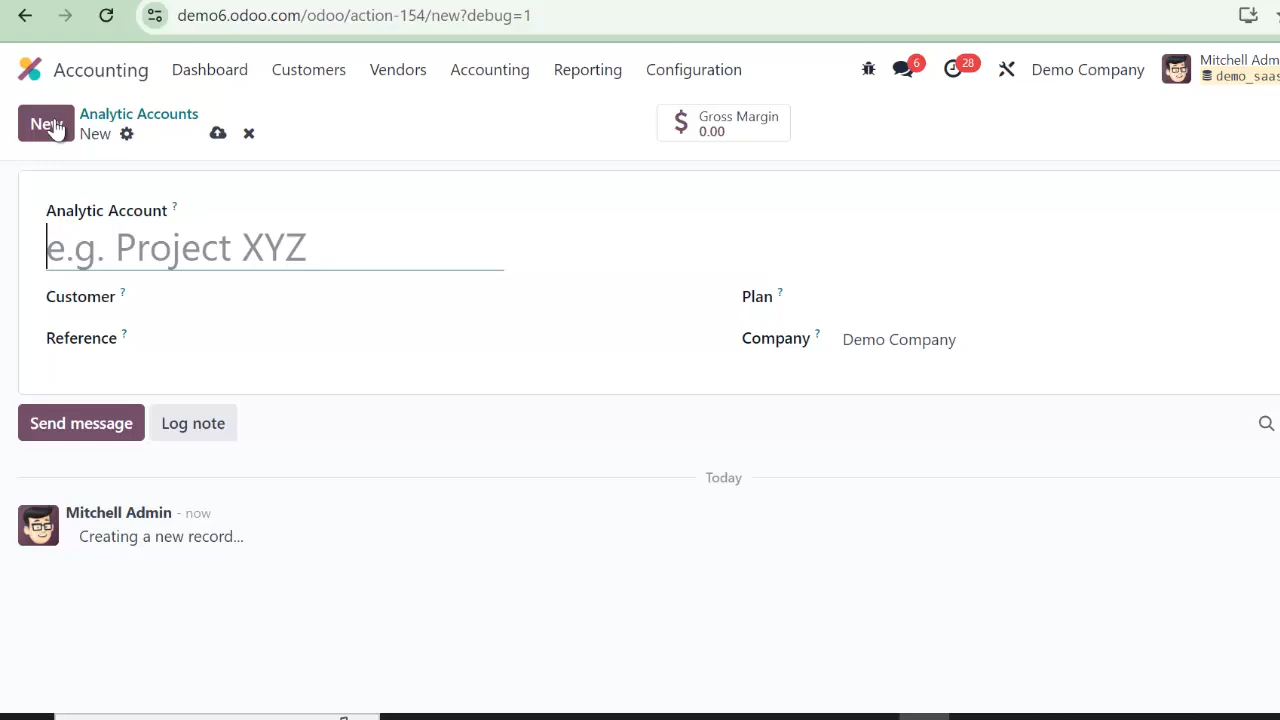 demo6.odoo.com/odoo/action-154/new?debug=1
Accounting Dashboard Customers Vendors Accounting Reporting Configuration 6 28 Demo Company Mitchell Adm
demo_saas
New Analytic Accounts
New
Gross Margin
0.00
Analytic Account ?
e.g. Project XYZ
Customer ? Plan ?
Reference ? Company ? Demo Company
Send message Log note
Today
Mitchell Admin - now
Creating a new record...